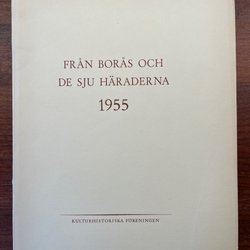 FRÅN BORÅS OCH
DE SJU HÄRADERNA
1955
KULTURHISTORISKA FÖRENINGEN